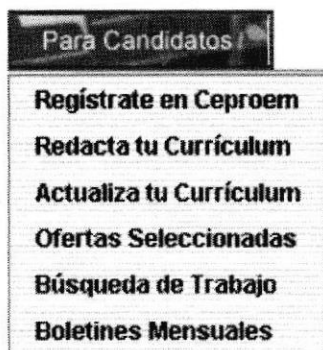 Para Candidatos
Regístrate en Ceproem
Redacta tu Currículum
Actualiza tu Currículum
Ofertas Seleccionadas
Búsqueda de Trabajo
Boletines Mensuales